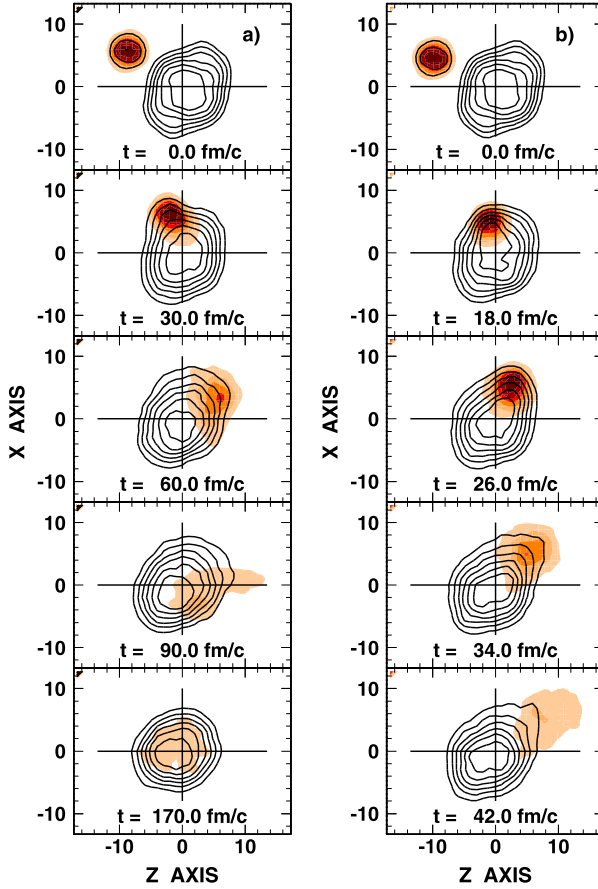 a)
10
0
-10
t = 0.0 fm/c
10
0
-10
t = 30.0 fm/c
10
0
-10
t = 60.0 fm/c
10
0
-10
t = 90.0 fm/c
10
0
-10
t = 170.0 fm/c
-10 0 10
Z AXIS
X AXIS
b)
10
0
-10
t = 0.0 fm/c
10
0
-10
t = 18.0 fm/c
10
0
-10
t = 26.0 fm/c
10
0
-10
t = 34.0 fm/c
10
0
-10
t = 42.0 fm/c
-10 0 10
Z AXIS
X AXIS